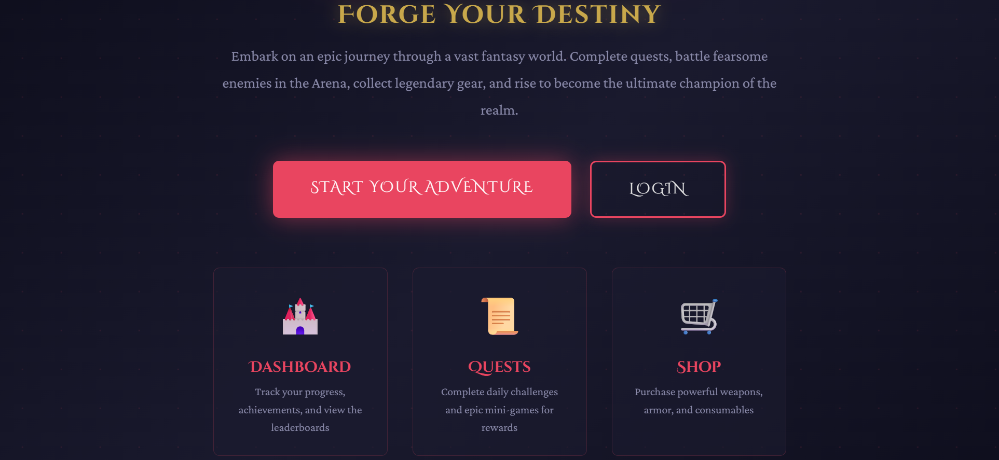 Forge Your Destiny
Embark on an epic journey through a vast fantasy world. Complete quests, battle fearsome
enemies in the Arena, collect legendary gear, and rise to become the ultimate champion of the
realm.
START YOUR ADVENTURE
LOGIN
Dashboard
Quests
Shop
Track your progress,
achievements, and view the
leaderboards
Complete daily challenges
and epic mini-games for
rewards
Purchase powerful weapons,
armor, and consumables